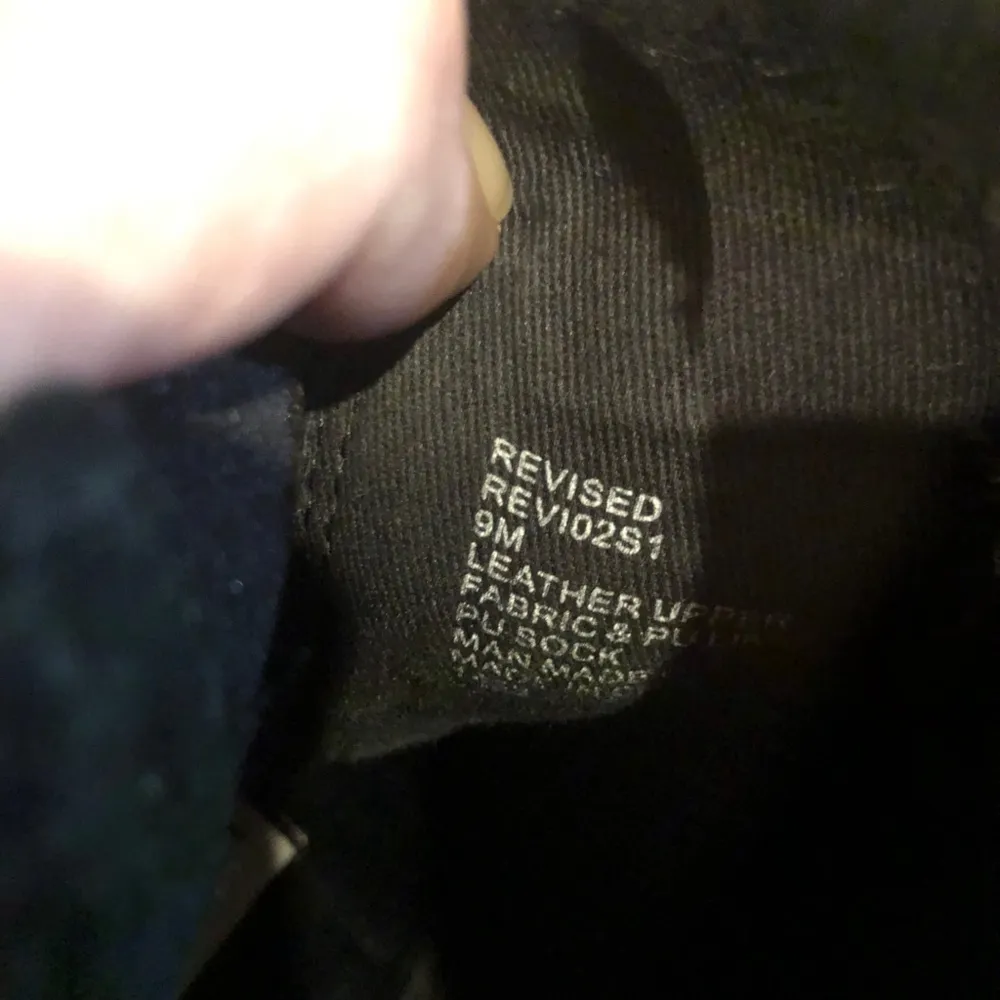 REVISED
REVI02S1
9M
LEATHER UPPER
FABRIC & PU
PU SOCK
MAN MADE